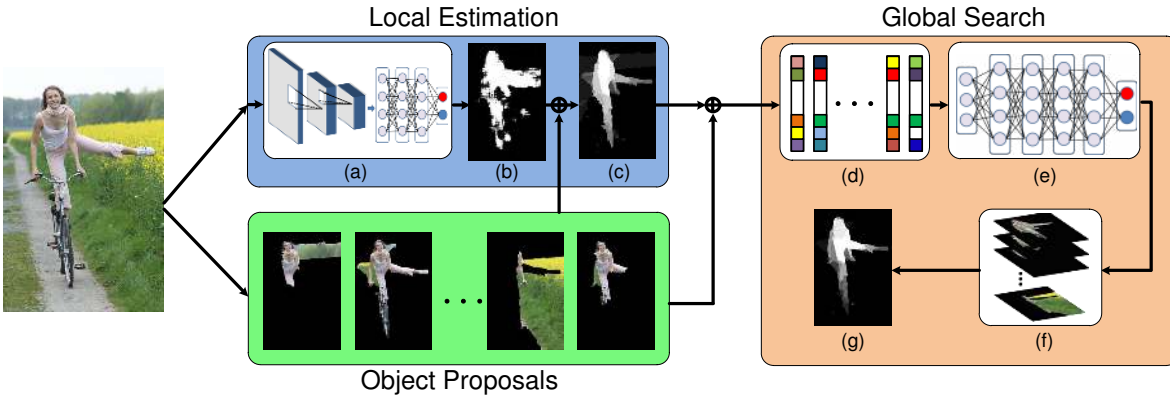 Local Estimation
Global Search
(a)
(b)
(c)
(d)
(e)
(g)
(f)
Object Proposals